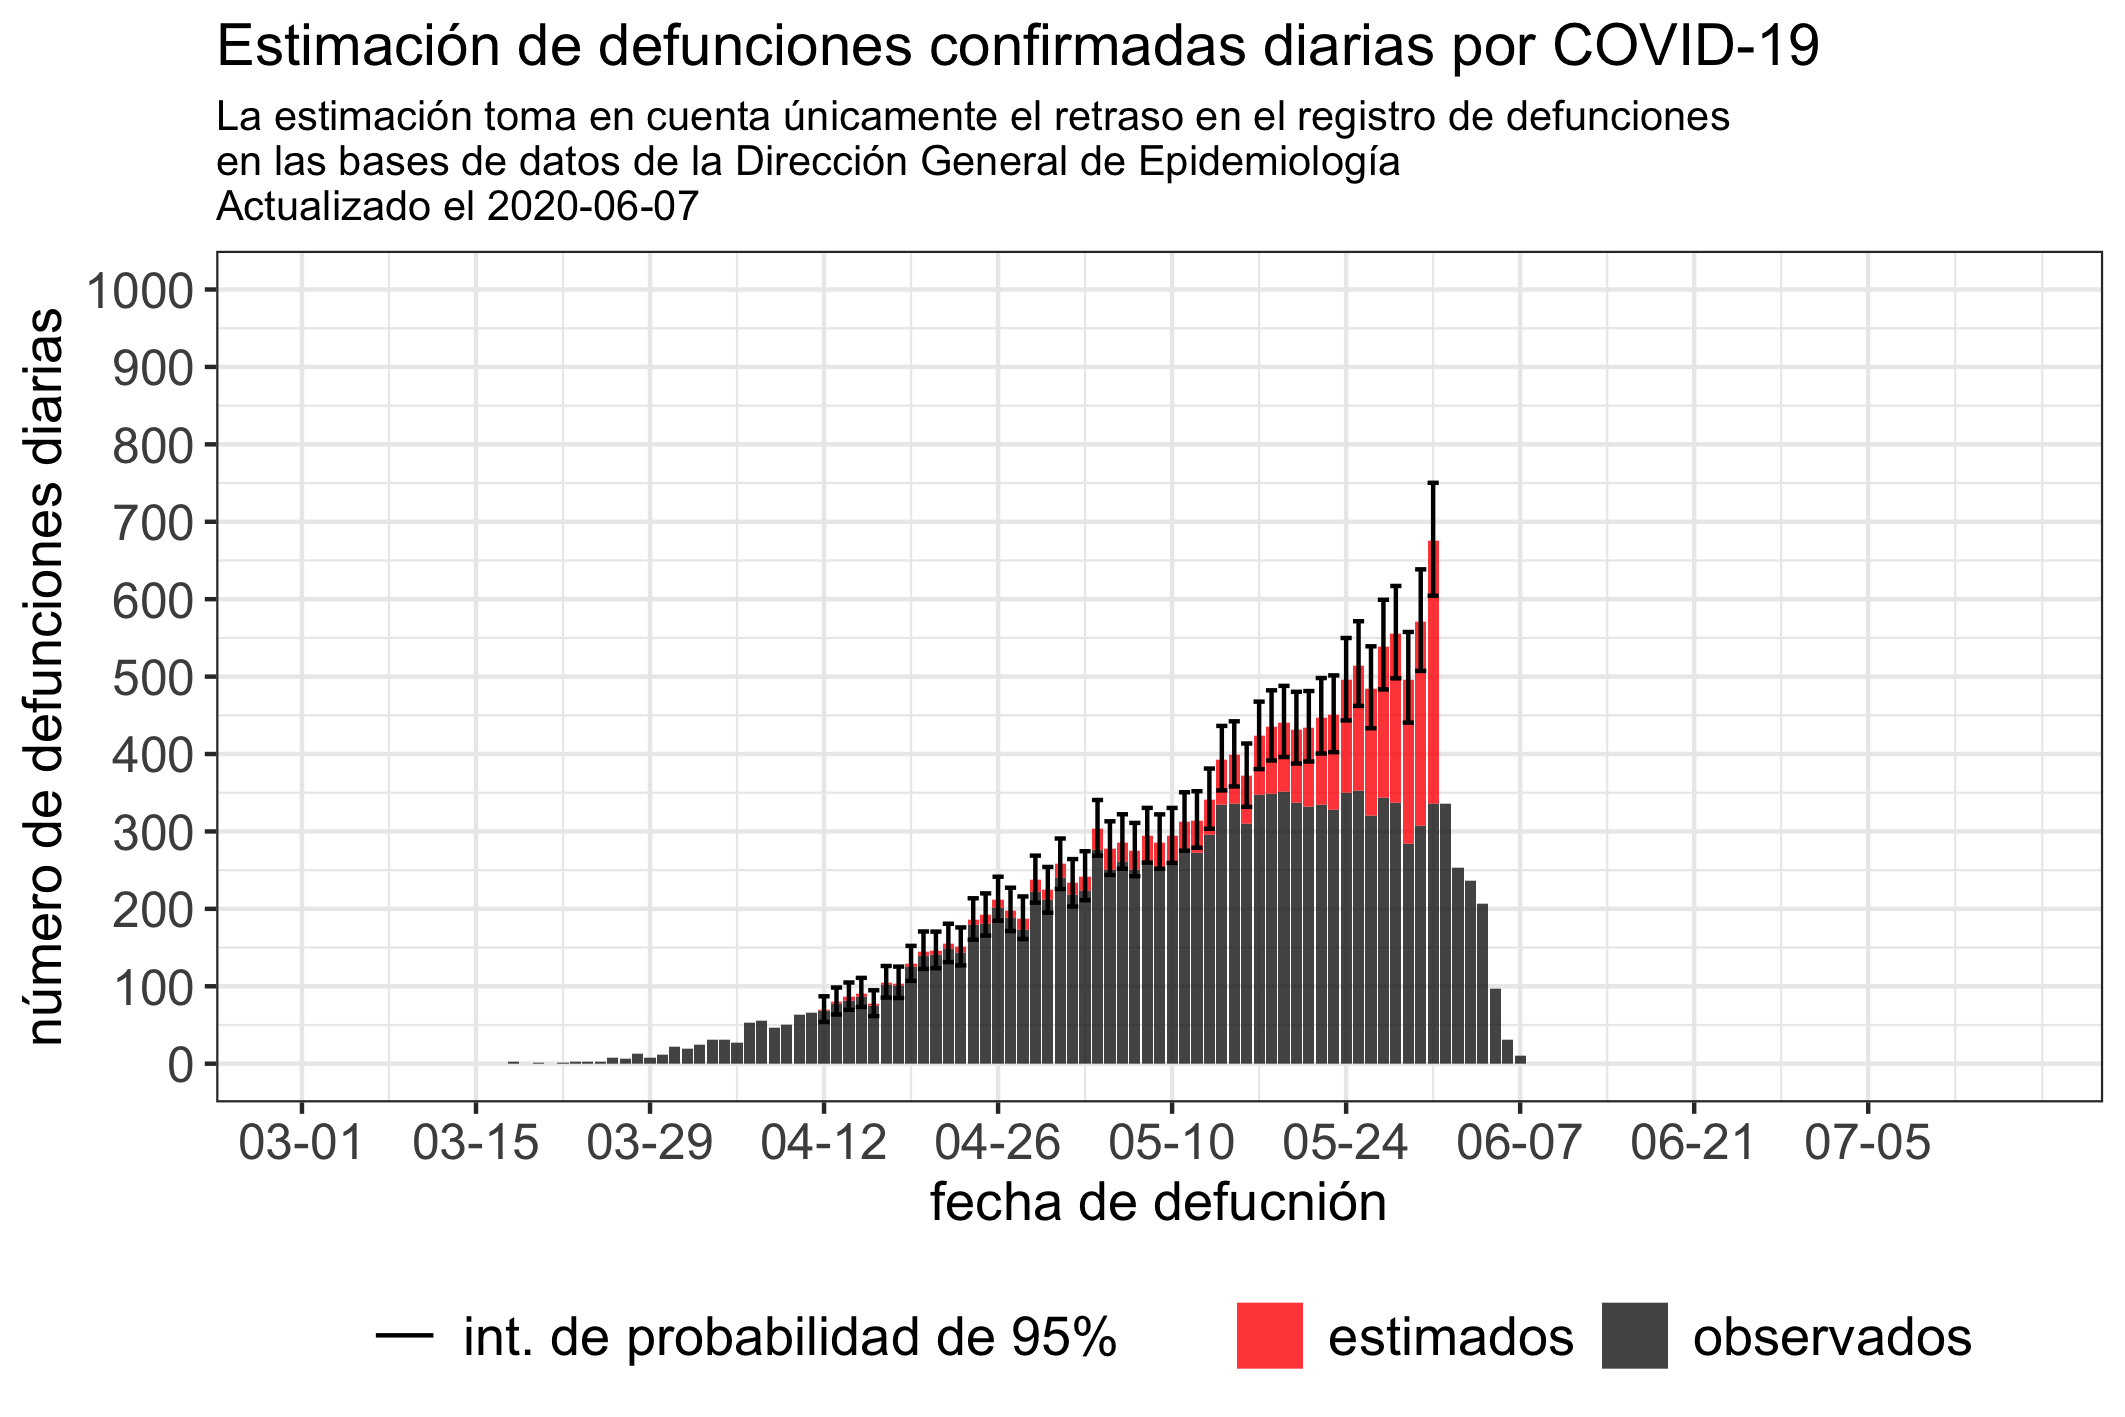 Estimación de defunciones confirmadas diarias por COVID-19
La estimación toma en cuenta únicamente el retraso en el registro de defunciones
en las bases de datos de la Dirección General de Epidemiología
Actualizado el 2020-06-07
número de defunciones diarias
1000
900
800
700
600
500
400
300
200
100
0
03-01 03-15 03-29 04-12 04-26 05-10 05-24 06-07 06-21 07-05
fecha de defucnión
int. de probabilidad de 95% estimados observados